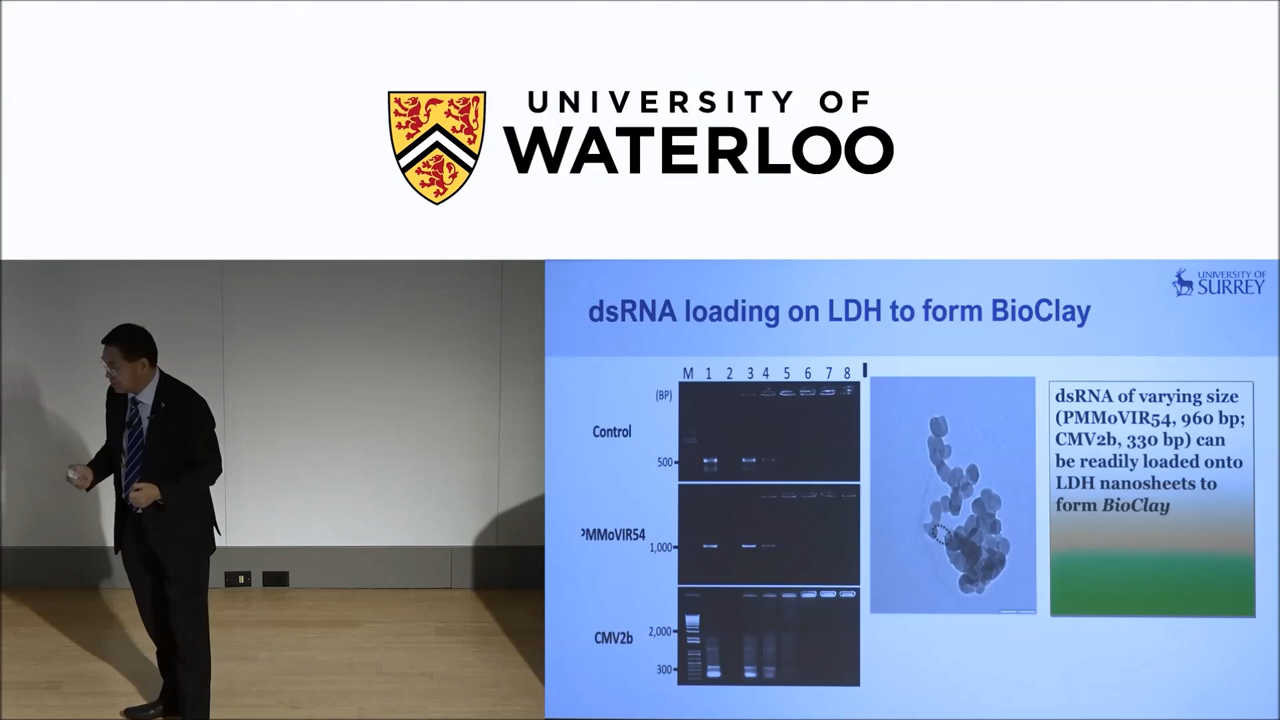 UNIVERSITY OF
WATERLOO
UNIVERSITY OF
SURREY
dsRNA loading on LDH to form BioClay
M 1 2 3 4 5 6 7 8
(BP)
Control
500
PMMoVIR54
1,000
CMV2b
2,000
300
dsRNA of varying size
(PMMoVIR54, 960 bp;
CMV2b, 330 bp) can
be readily loaded onto
LDH nanosheets to
form BioClay